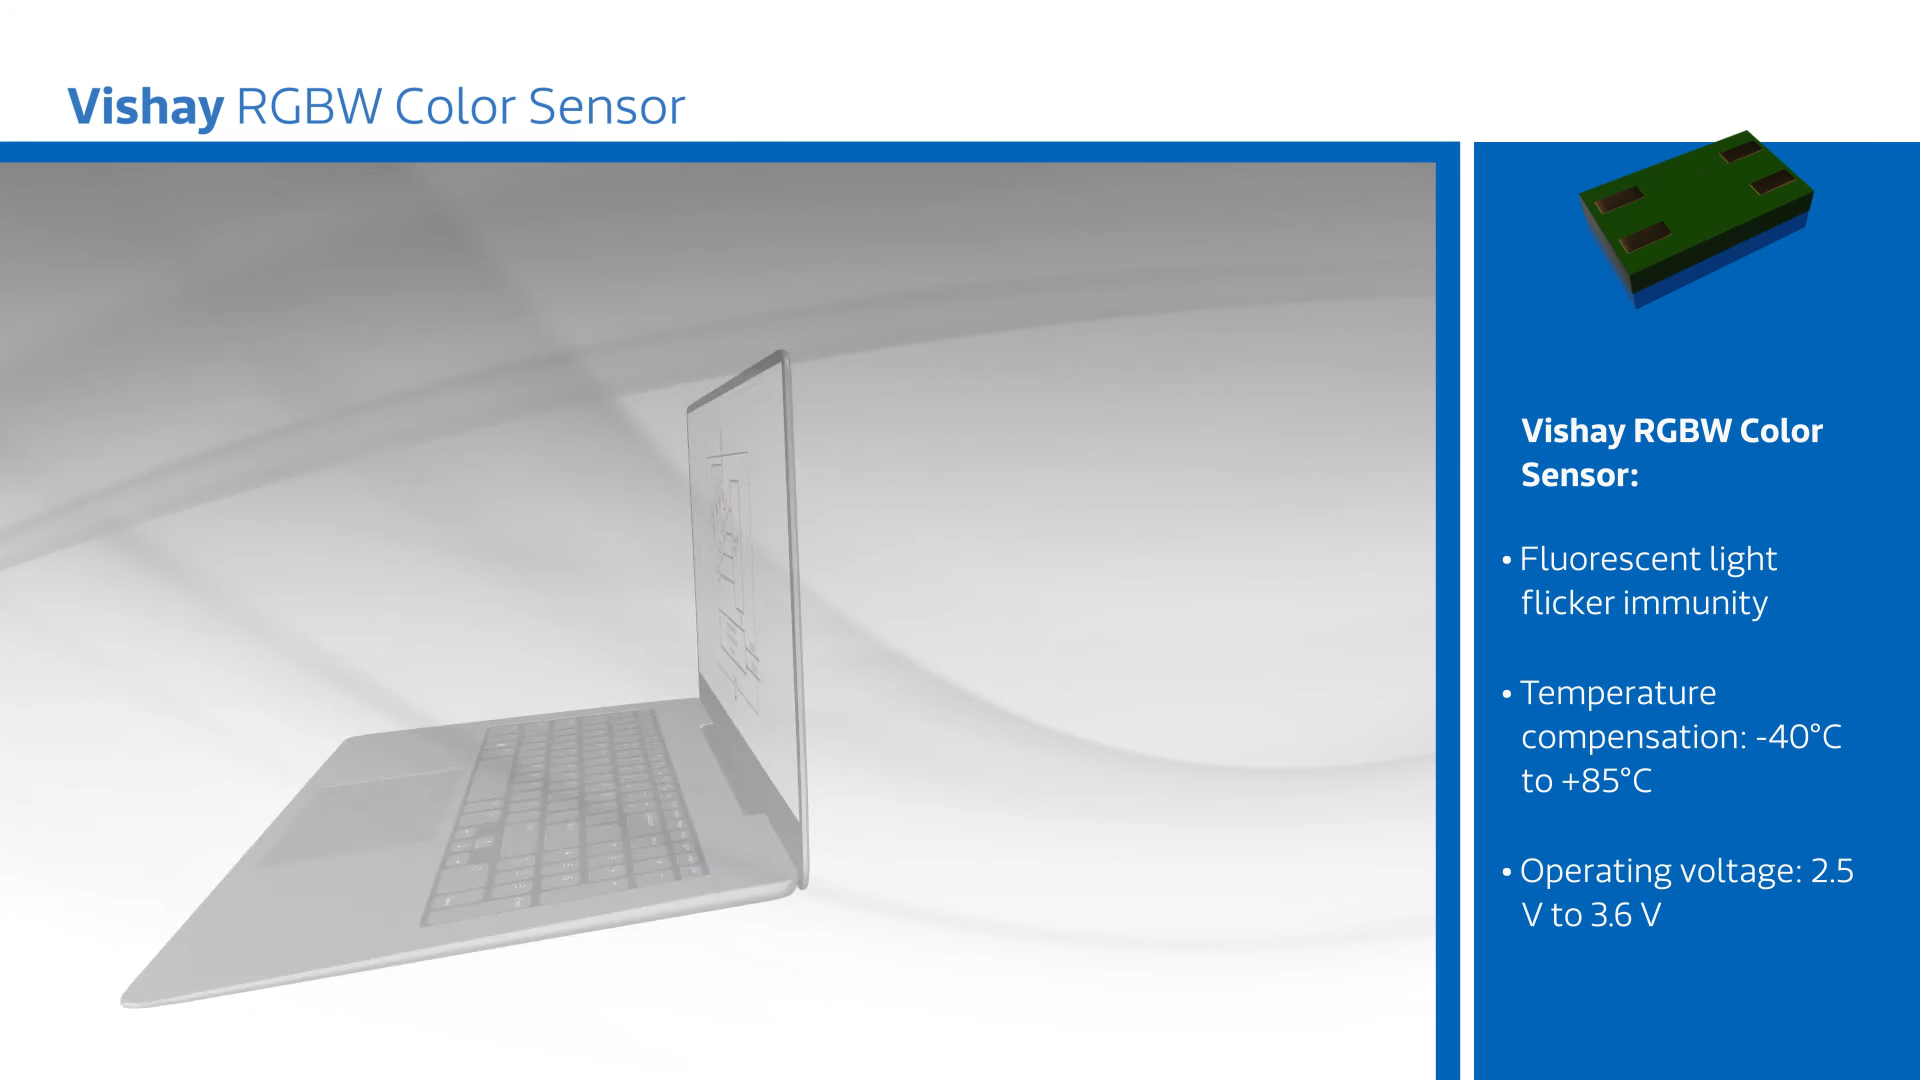 Vishay RGBW Color Sensor
Vishay RGBW Color
Sensor:
• Fluorescent light
flicker immunity
• Temperature
compensation: -40°C
to +85°C
• Operating voltage: 2.5
V to 3.6 V